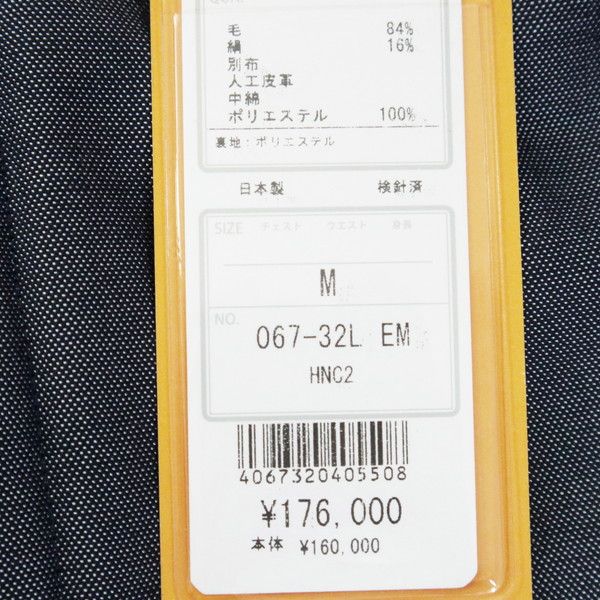 毛 84%
絹 16%
別布
人工皮革
中綿
ポリエステル 100%
裏地:ポリエステル
日本製 検針済
SIZE チェスト ウエスト 身長
M
NO.
067-32L EM
HNC2
4067320405508
¥176,000
本体 ¥160,000